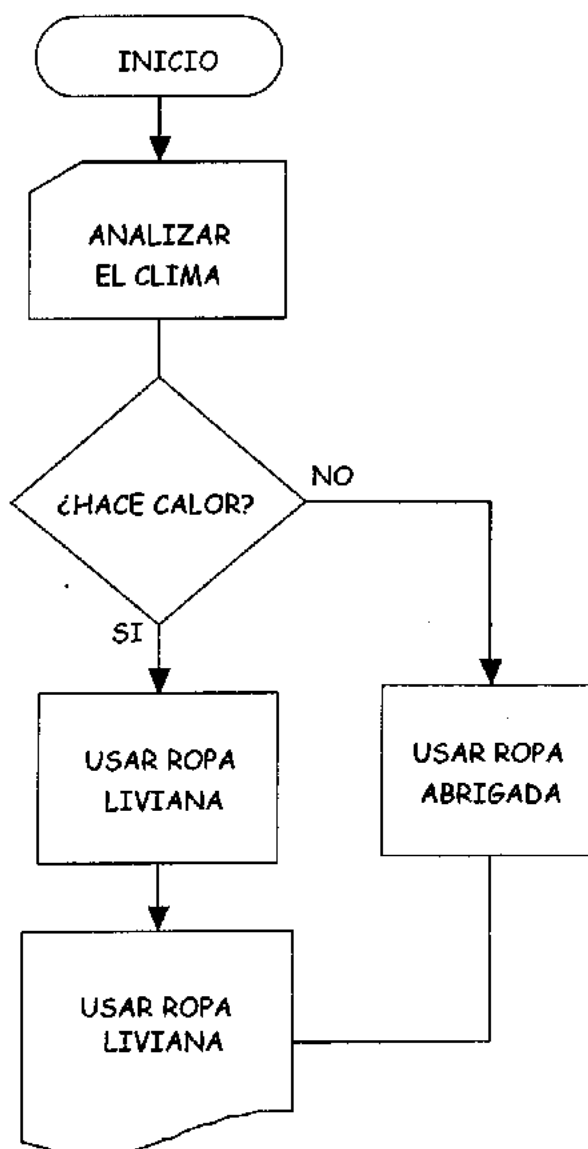 INICIO
ANALIZAR
EL CLIMA
¿HACE CALOR?
NO
SI
USAR ROPA
LIVIANA
USAR ROPA
ABRIGADA
USAR ROPA
LIVIANA